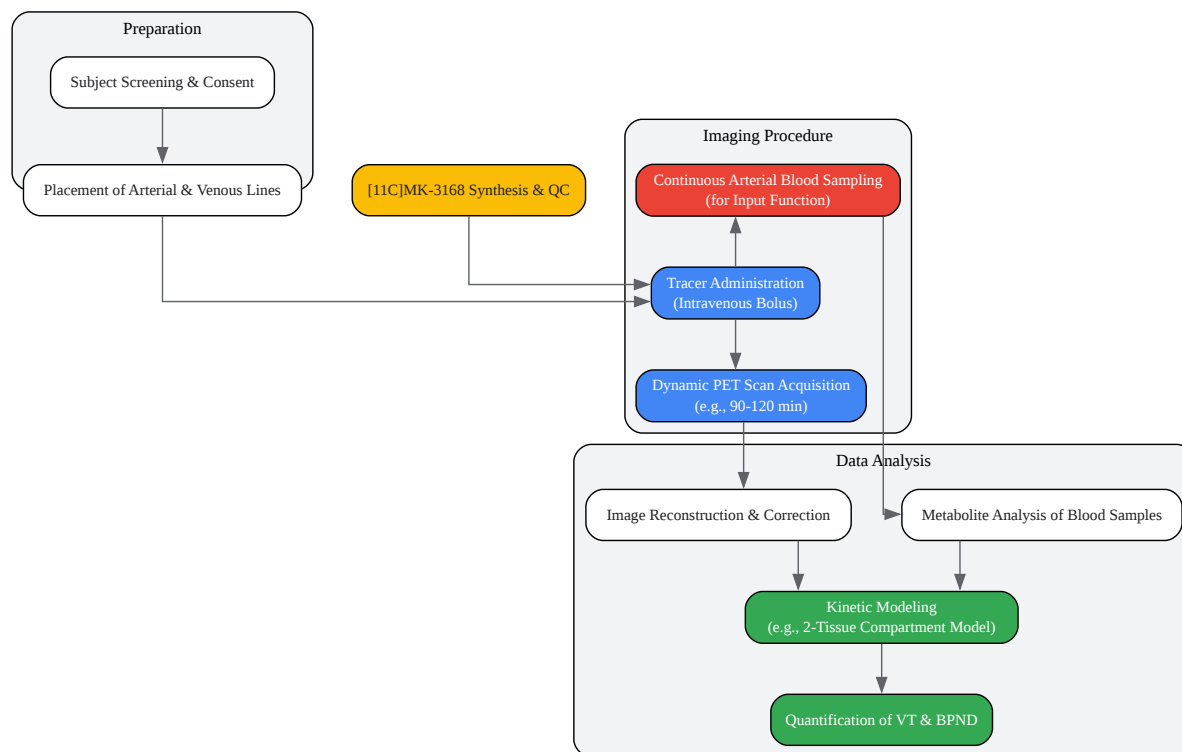 Preparation
Subject Screening & Consent
Placement of Arterial & Venous Lines
[11C]MK-3168 Synthesis & QC
Imaging Procedure
Continuous Arterial Blood Sampling
(for Input Function)
Tracer Administration
(Intravenous Bolus)
Dynamic PET Scan Acquisition
(e.g., 90-120 min)
Data Analysis
Image Reconstruction & Correction
Metabolite Analysis of Blood Samples
Kinetic Modeling
(e.g., 2-Tissue Compartment Model)
Quantification of VT & BPND